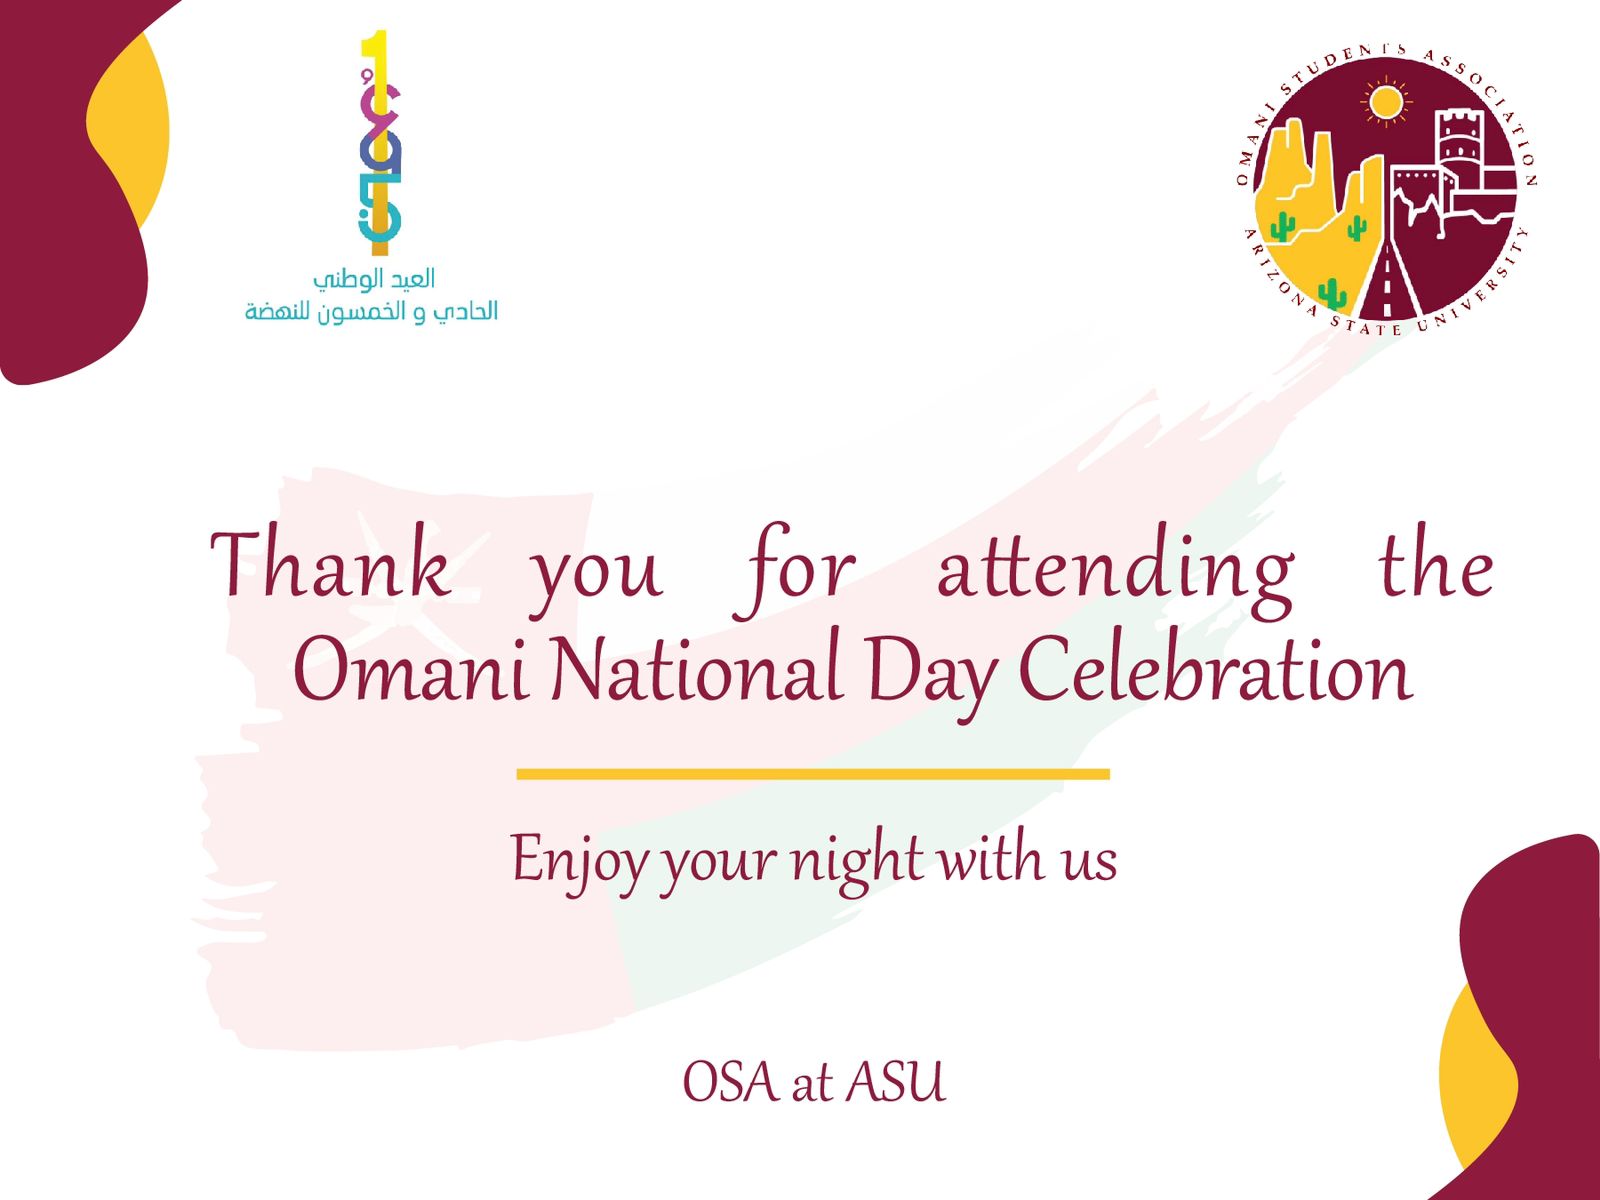 العيد الوطني
الحادي و الخمسون للنهضة
OMANI STUDENTS ASSOCIATION
ARIZONA STATE UNIVERSITY
Thank you for attending the
Omani National Day Celebration
Enjoy your night with us
OSA at ASU